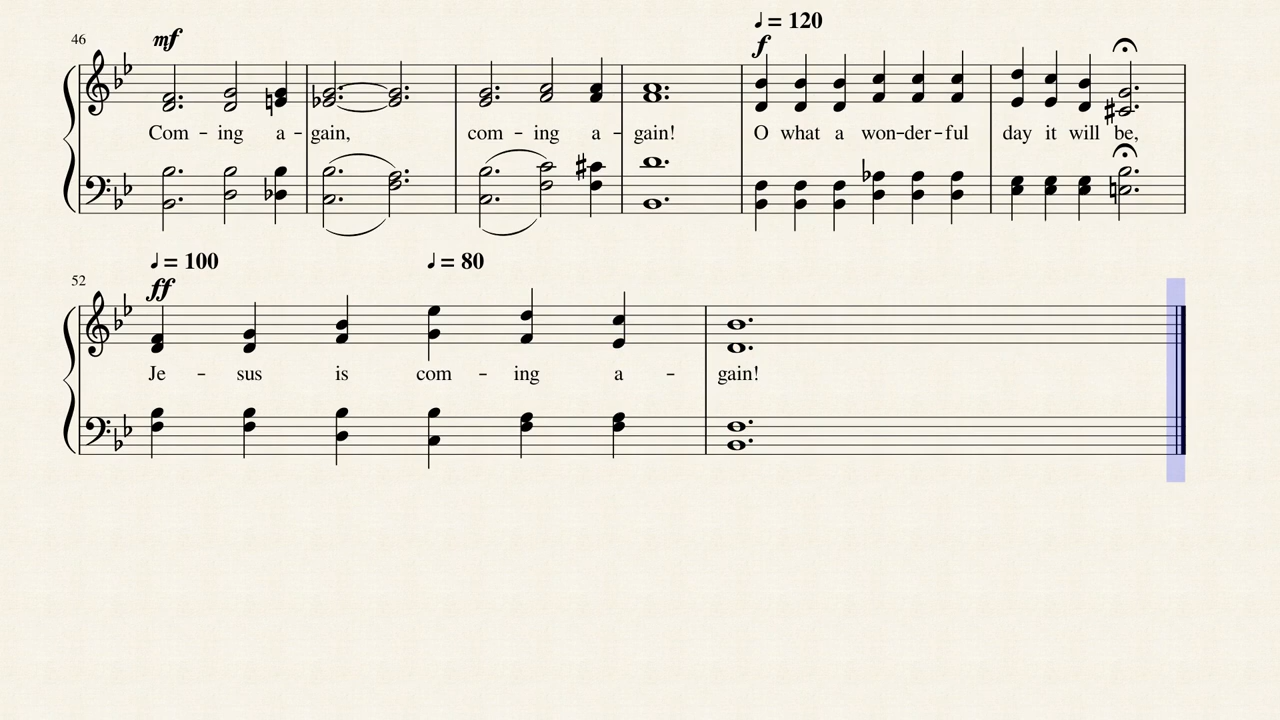 ♩ = 120
46 mf f
Com - ing a - gain, com - ing a - gain! O what a won-der-ful day it will be,
♩ = 100 ♩ = 80
52 ff
Je - sus is com - ing a - gain!